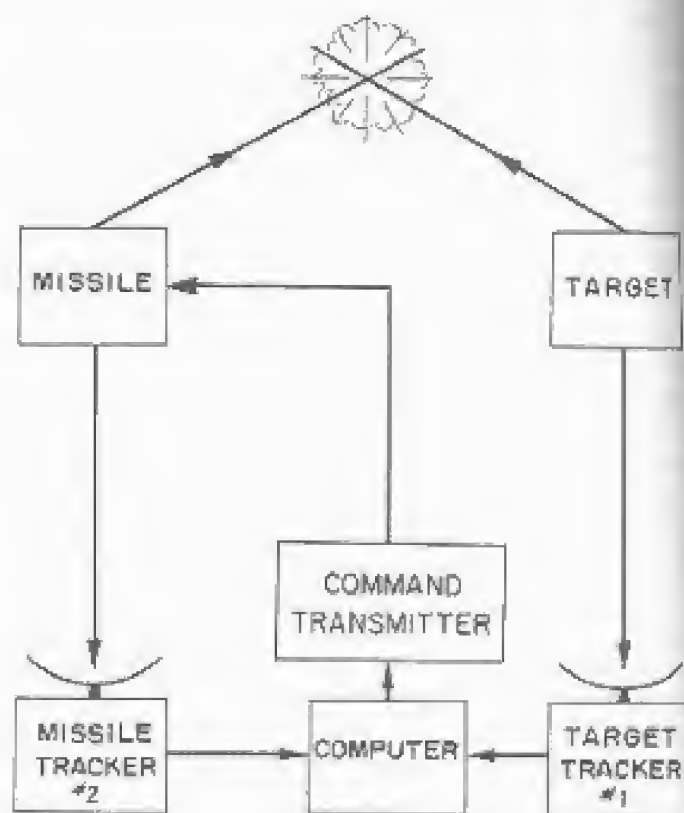 MISSILE
TARGET
COMMAND
TRANSMITTER
MISSILE
TRACKER
#2
COMPUTER
TARGET
TRACKER
#1